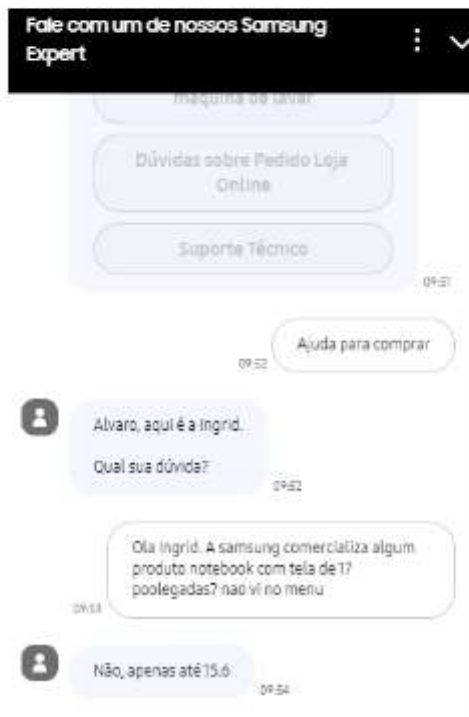 Fale com um de nossos Samsung
Expert
máquina de lavar
Dúvidas sobre Pedido Loja
Online
Suporte Técnico
09:51
Ajuda para comprar
09:52
Alvaro, aqui é a Ingrid.
Qual sua dúvida?
09:52
Ola Ingrid. A samsung comercializa algum
produto notebook com tela de 17
poolegadas? nao vi no menu
09:53
Não, apenas até 15.6
09:54